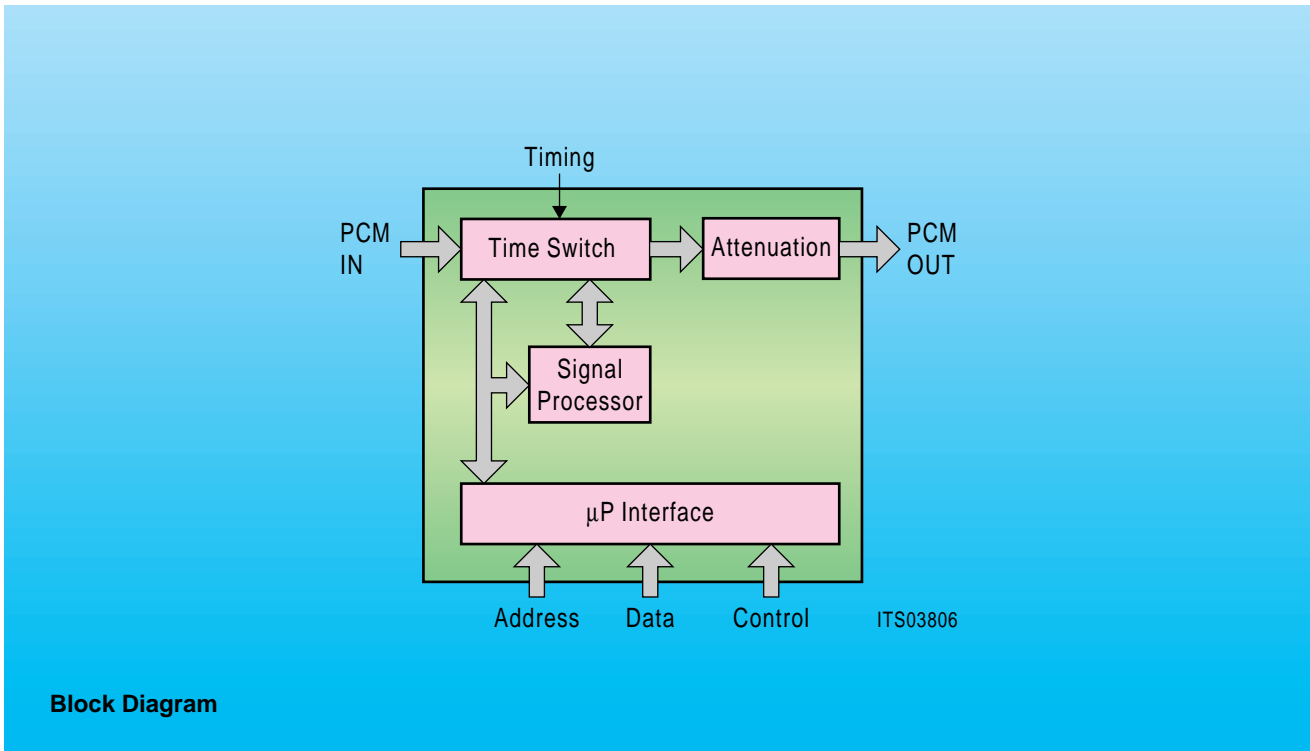 Timing
PCM
IN
Time Switch
Attenuation
PCM
OUT
Signal
Processor
µP Interface
Address
Data
Control
ITS03806
Block Diagram